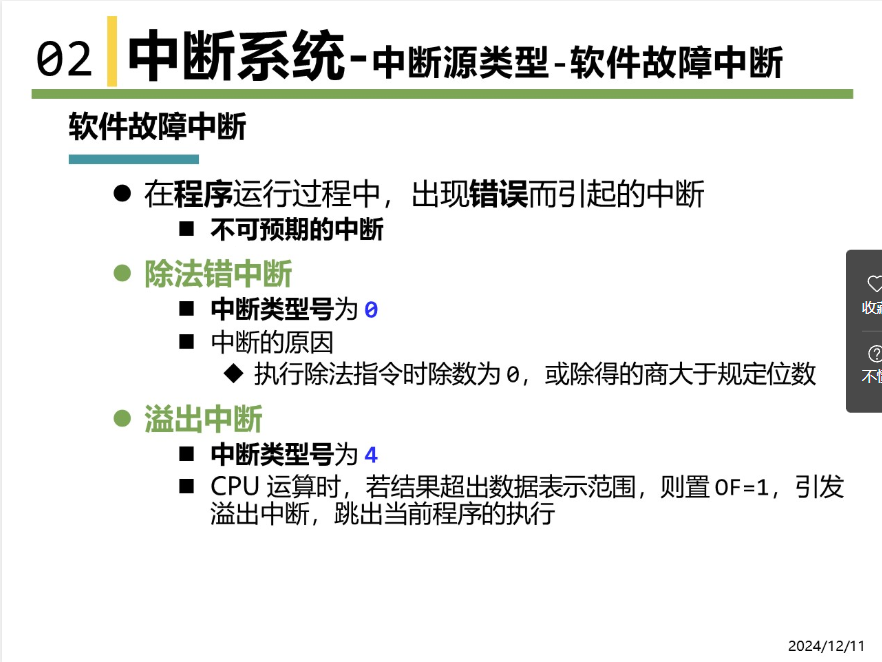 02 中断系统-中断源类型-软件故障中断
软件故障中断
在程序运行过程中，出现错误而引起的中断
不可预期的中断
除法错中断
中断类型号为 0
中断的原因
执行除法指令时除数为 0，或除得的商大于规定位数
溢出中断
中断类型号为 4
CPU 运算时，若结果超出数据表示范围，则置 OF=1，引发
溢出中断，跳出当前程序的执行
2024/12/11